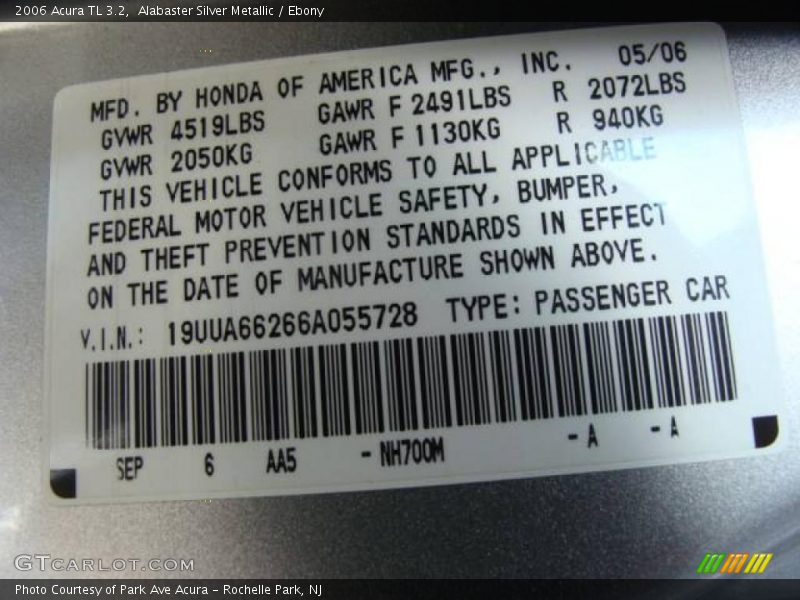 2006 Acura TL 3.2, Alabaster Silver Metallic / Ebony
MFD. BY HONDA OF AMERICA MFG., INC. 05/06
GVWR 4519LBS GAWR F 2491LBS R 2072LBS
GVWR 2050KG GAWR F 1130KG R 940KG
THIS VEHICLE CONFORMS TO ALL APPLICABLE
FEDERAL MOTOR VEHICLE SAFETY, BUMPER,
AND THEFT PREVENTION STANDARDS IN EFFECT
ON THE DATE OF MANUFACTURE SHOWN ABOVE.
V.I.N.: 19UUA66266A055728 TYPE: PASSENGER CAR
SEP 6 AA5 - NH700M - A - A
GTCARLOT.COM
Photo Courtesy of Park Ave Acura - Rochelle Park, NJ